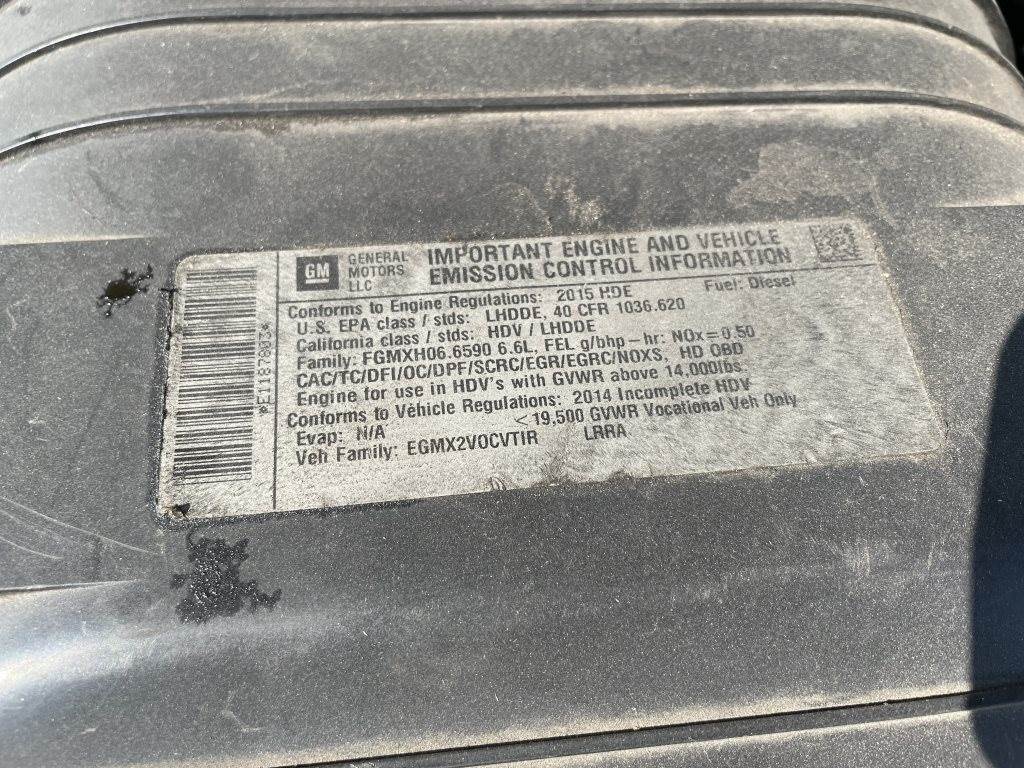 GM
GENERAL
MOTORS
LLC
IMPORTANT ENGINE AND VEHICLE
EMISSION CONTROL INFORMATION
Conforms to Engine Regulations: 2015 HDE Fuel: Diesel
U.S. EPA class / stds: LHDDE, 40 CFR 1036.620
California class / stds: HDV / LHDDE
Family: FGMXH06.6590 6.6L, FEL g/bhp-hr: NOx=0.50
CAC/TC/DFI/OC/DPF/SCRC/EGR/EGRC/NOXS, HD OBD
Engine for use in HDV's with GVWR above 14,000lbs.
Conforms to Vehicle Regulations: 2014 Incomplete HDV
Evap: N/A <19,500 GVWR Vocational Veh Only
Veh Family: EGMX2VOCVTIR LRRA
*E1187803*